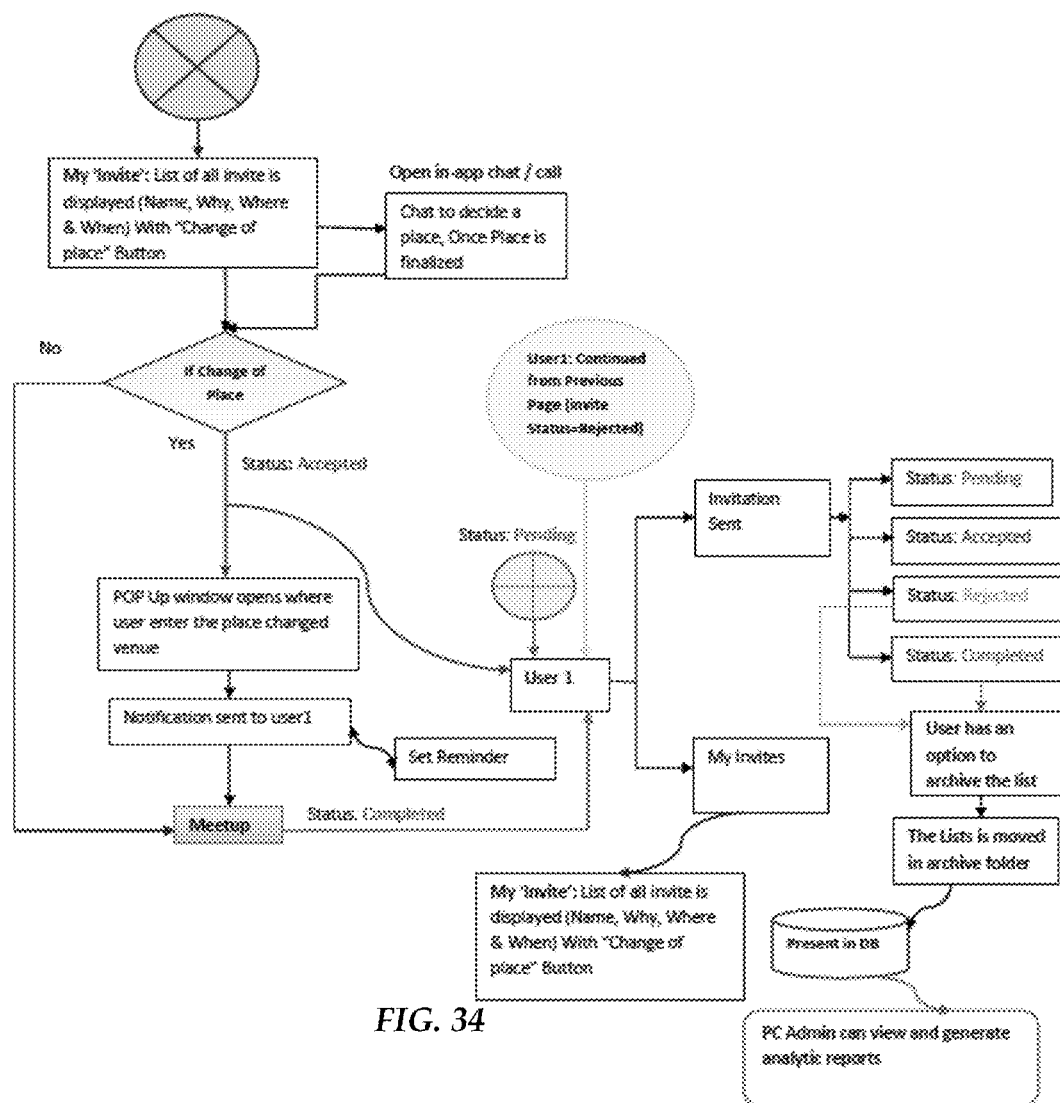 My 'Invite': List of all invite is
displayed (Name, Why, Where
& When) With "Change of
place" Button
Open in-app chat / call
Chat to decide a
place, Once Place is
finalized
No
If Change of
Place
Yes
Status: Accepted
User1: Continued
from Previous
Page (invite
Status=Rejected)
Status: Pending
Invitation
Sent
Status: Pending
Status: Accepted
Status: Rejected
Status: Completed
POP Up window opens where
user enter the place changed
venue
User 1
Notification sent to user1
Set Reminder
My Invites
User has an
option to
archive the list
Meetup
Status: Completed
The Lists is moved
in archive folder
My 'Invite': List of all invite is
displayed (Name, Why, Where
& When) With "Change of
place" Button
Present in DB
FIG. 34
PC Admin can view and generate
analytic reports